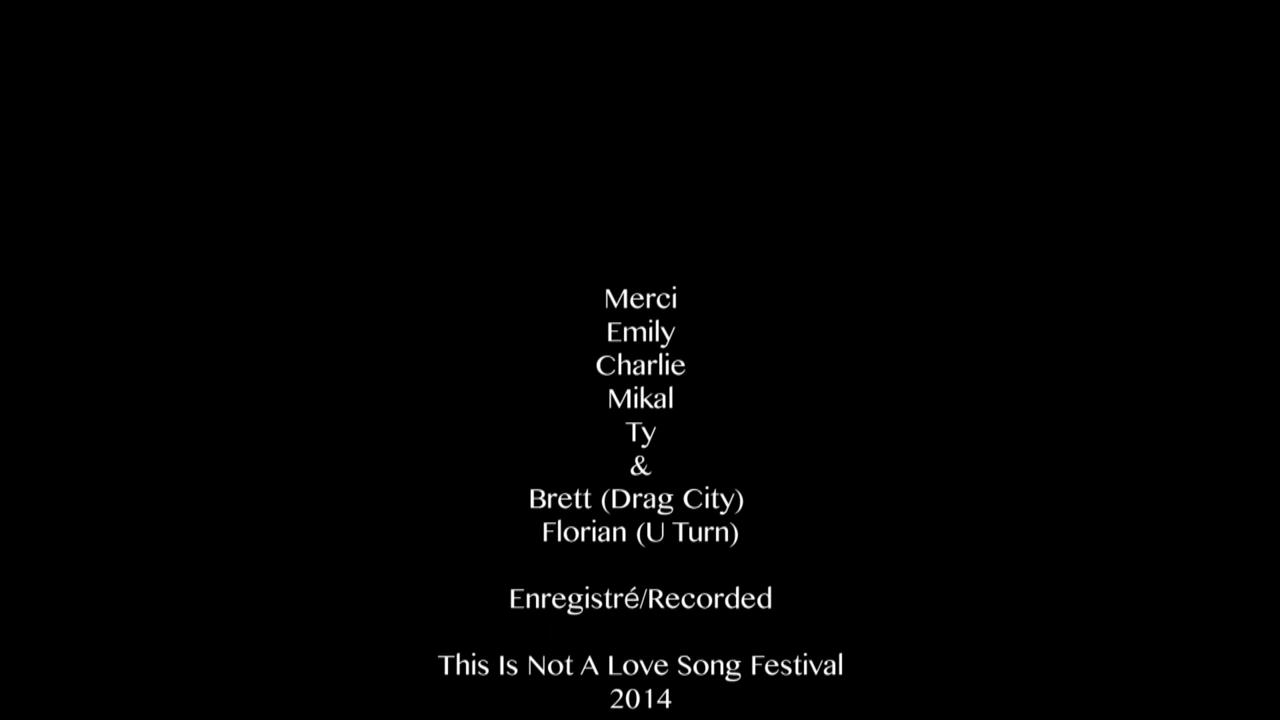 Merci
Emily
Charlie
Mikal
Ty
&
Brett (Drag City)
Florian (U Turn)
Enregistré/Recorded
This Is Not A Love Song Festival
2014